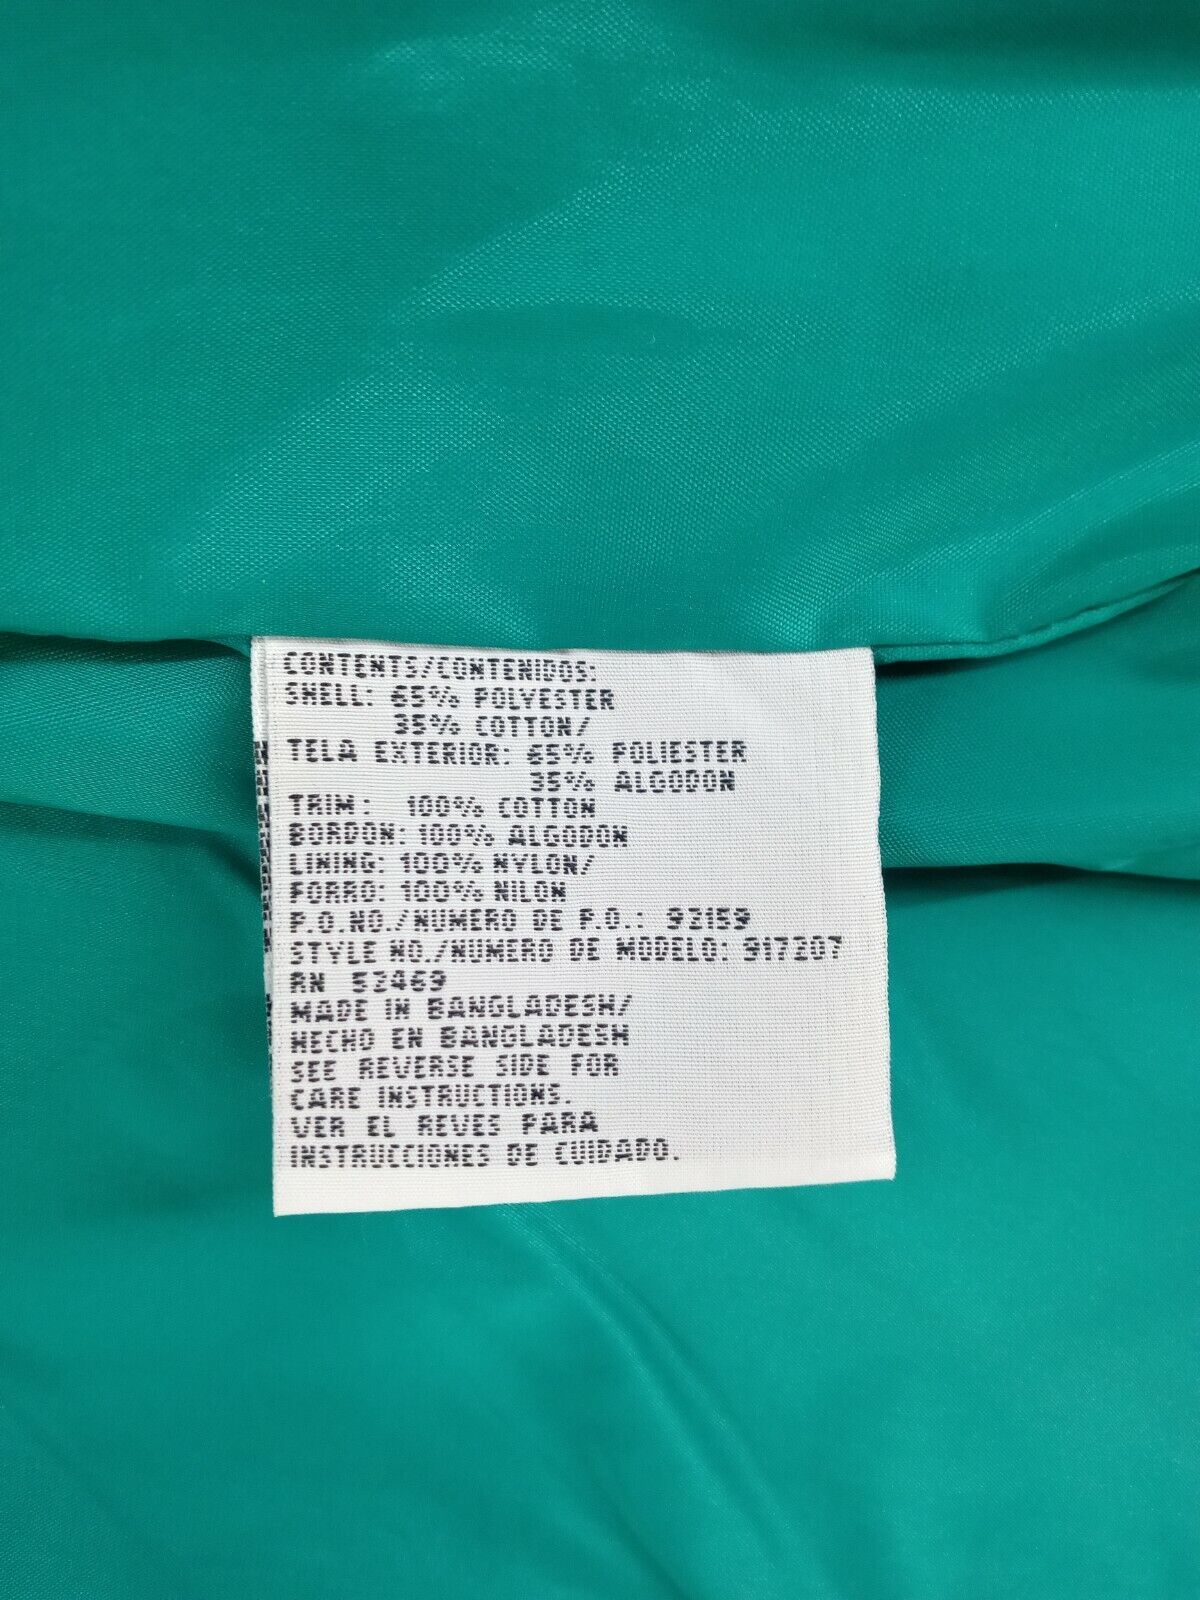 CONTENTS/CONTENIDOS:
SHELL: 65% POLYESTER
35% COTTON/
TELA EXTERIOR: 65% POLIESTER
35% ALGODON
TRIM: 100% COTTON
BORDON: 100% ALGODON
LINING: 100% NYLON/
FORRO: 100% NILON
P.O.NO./NUMERO DE P.O.: 92159
STYLE NO./NUMERO DE MODELO: 917207
RN 52469
MADE IN BANGLADESH/
HECHO EN BANGLADESH
SEE REVERSE SIDE FOR
CARE INSTRUCTIONS.
VER EL REVES PARA
INSTRUCCIONES DE CUIDADO.